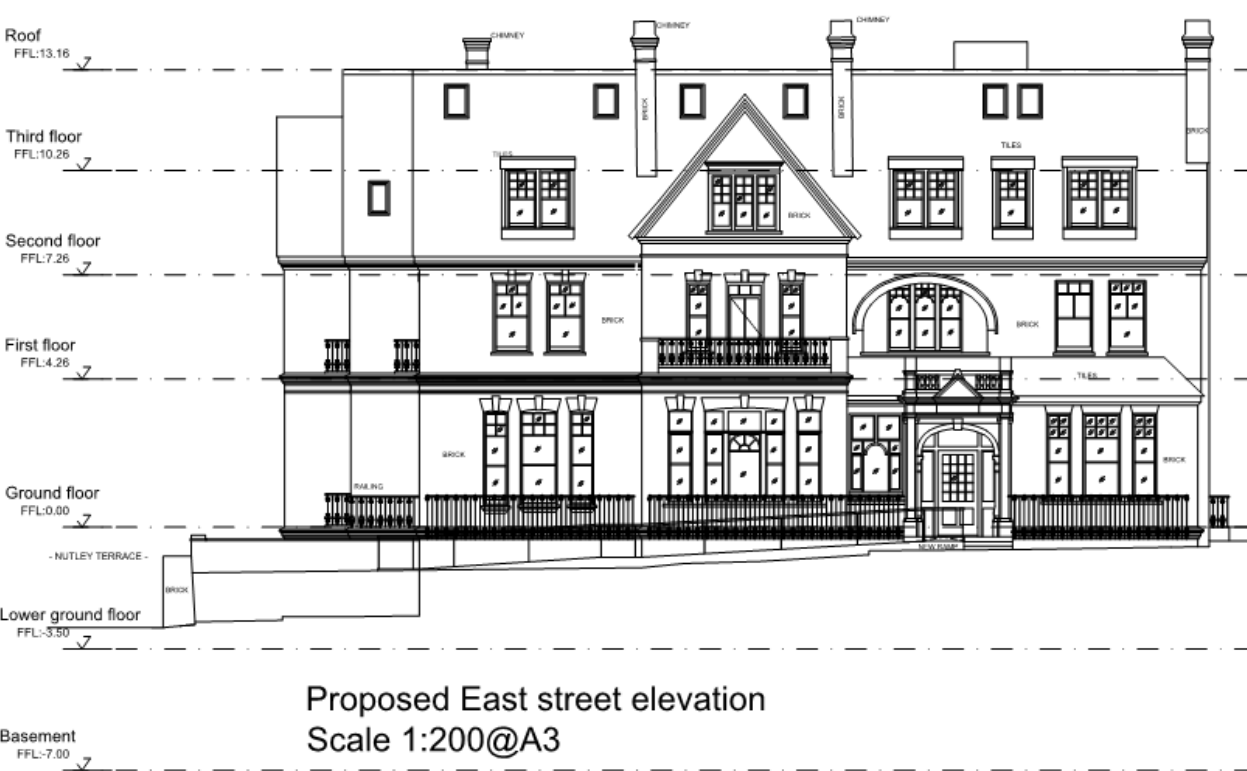 Roof
FFL:13.16
CHIMNEY
CHIMNEY
CHIMNEY
BRICK
BRICK
BRICK
Third floor
FFL:10.26
TILES
TILES
BRICK
Second floor
FFL:7.26
BRICK
BRICK
First floor
FFL:4.26
TILES
BRICK
BRICK
RAILING
Ground floor
FFL:0.00
- NUTLEY TERRACE -
NEW RAMP
BRICK
Lower ground floor
FFL:-3.50
Proposed East street elevation
Scale 1:200@A3
Basement
FFL:-7.00